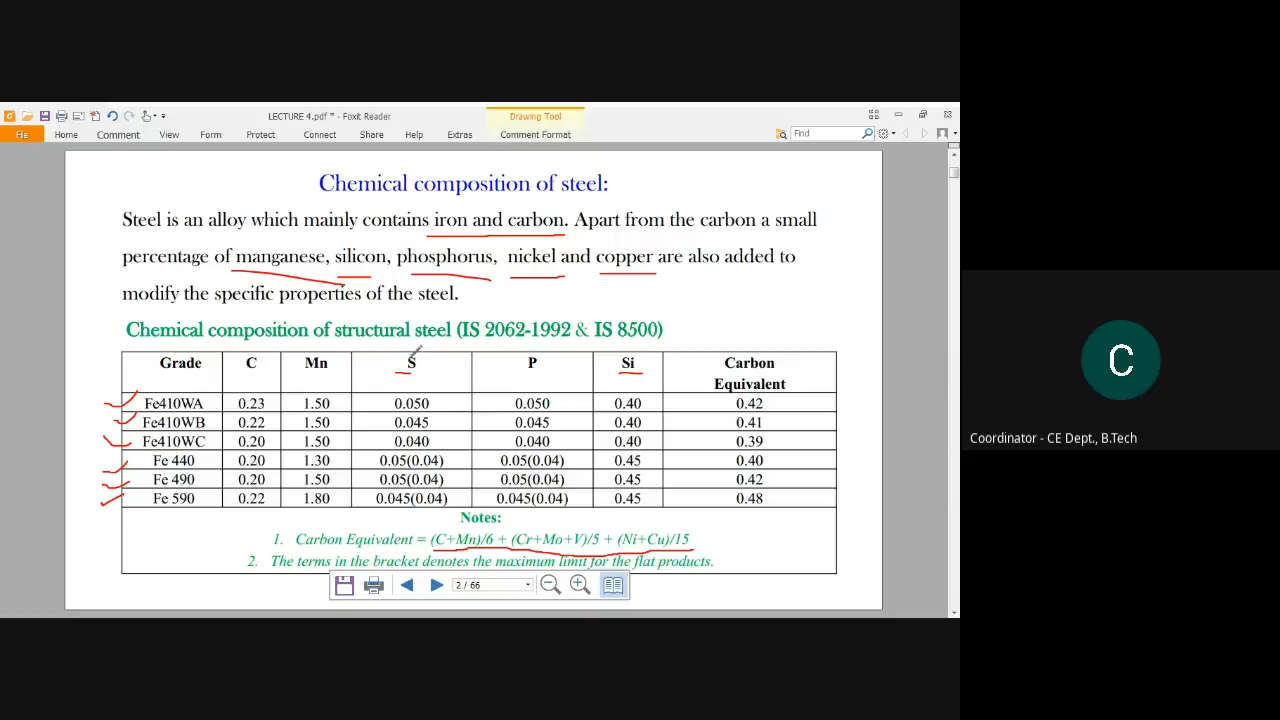 LECTURE 4.pdf * - Foxit Reader
Drawing Tool
File Home Comment View Form Protect Connect Share Help Extras Comment Format Find
Chemical composition of steel:
Steel is an alloy which mainly contains iron and carbon. Apart from the carbon a small
percentage of manganese, silicon, phosphorus, nickel and copper are also added to
modify the specific properties of the steel.
Chemical composition of structural steel (IS 2062-1992 & IS 8500)
Grade C Mn S P Si Carbon
Equivalent
Fe410WA 0.23 1.50 0.050 0.050 0.40 0.42
Fe410WB 0.22 1.50 0.045 0.045 0.40 0.41
Fe410WC 0.20 1.50 0.040 0.040 0.40 0.39
Fe 440 0.20 1.30 0.05(0.04) 0.05(0.04) 0.45 0.40
Fe 490 0.20 1.50 0.05(0.04) 0.05(0.04) 0.45 0.42
Fe 590 0.22 1.80 0.045(0.04) 0.045(0.04) 0.45 0.48
Notes:
1. Carbon Equivalent = (C+Mn)/6 + (Cr+Mo+V)/5 + (Ni+Cu)/15
2. The terms in the bracket denotes the maximum limit for the flat products.
2 / 66
C
Coordinator - CE Dept., B.Tech